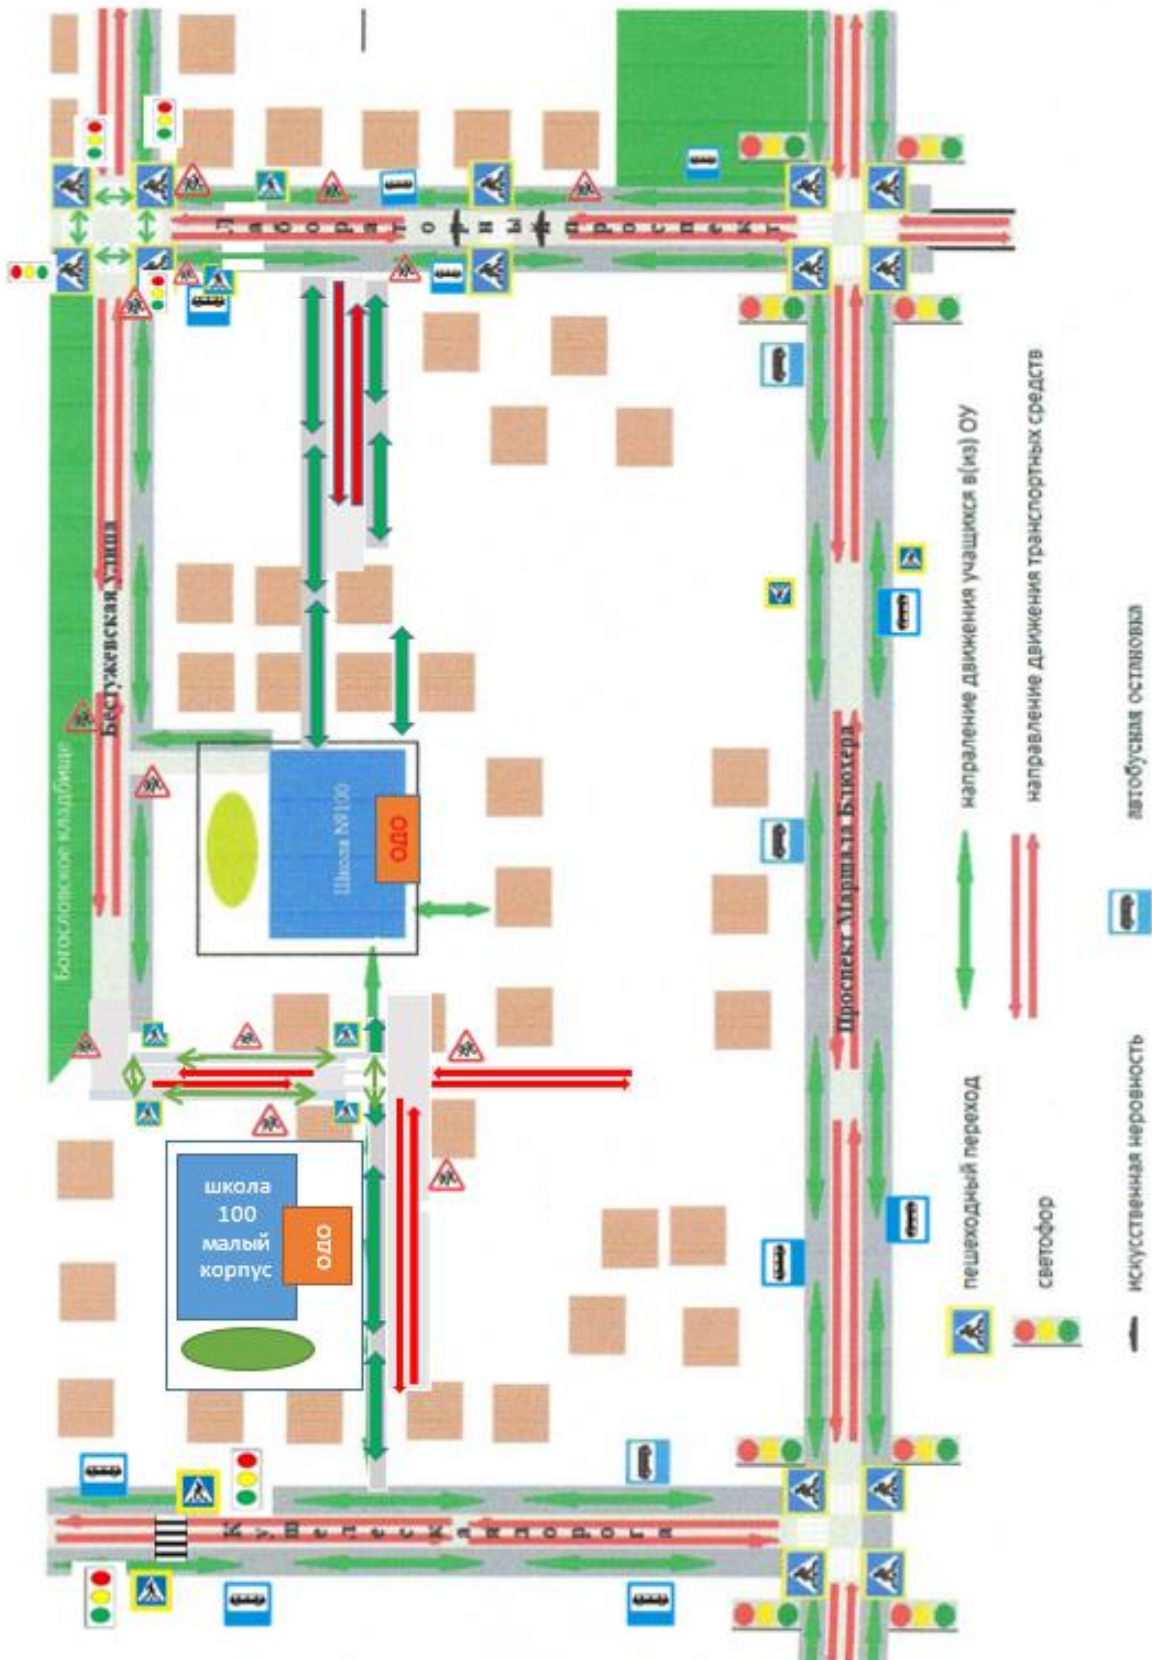 Лабораторный проспект
Бестужевская улица
Богословское кладбище
Школа №100
ОДО
школа
100
малый
корпус
ОДО
Проспект Маршала Блюхера
Кушелеская дорога
направление движения учащихся в(из) ОУ
направление движения транспортных средств
автобусная остановка
пешеходный переход
светофор
искусственная неровность